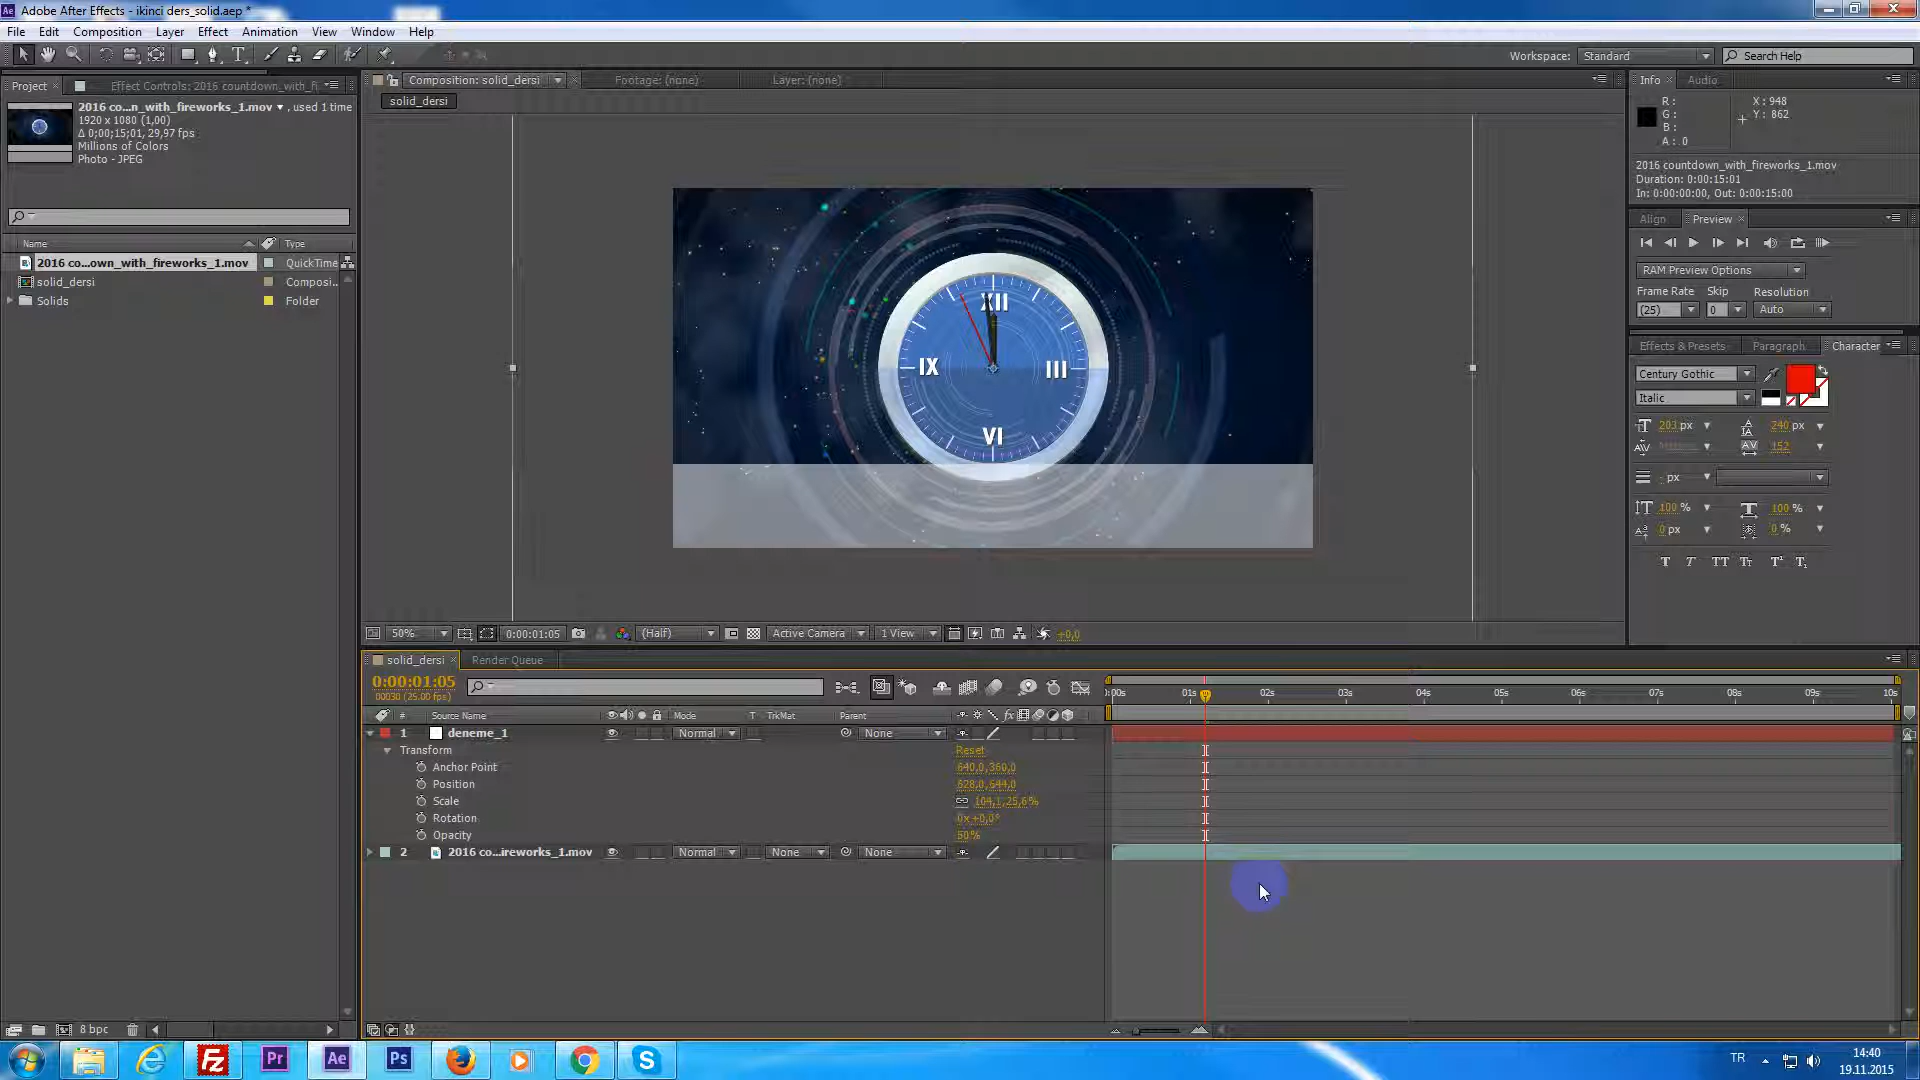 Adobe After Effects - ikinci ders_solid.aep *
File Edit Composition Layer Effect Animation View Window Help
Workspace: Standard Search Help
Project Effect Controls: 2016 countdown_with_fi
2016 co...n_with_fireworks_1.mov ▼, used 1 time
1920 x 1080 (1,00)
Δ 0;00;15;01, 29,97 fps
Millions of Colors
Photo - JPEG
Name Type
2016 co...own_with_fireworks_1.mov QuickTime
solid_dersi Composi...
Solids Folder
8 bpc
Composition: solid_dersi Footage: (none) Layer: (none)
solid_dersi
XII
IX III
VI
50% 0:00:01:05 (Half) Active Camera 1 View +0,0
Info Audio
R: X: 948
G: Y: 862
B:
A: 0
2016 countdown_with_fireworks_1.mov
Duration: 0:00:15:01
In: 0:00:00:00, Out: 0:00:15:00
Align Preview
RAM Preview Options
Frame Rate Skip Resolution
(25) 0 Auto
Effects & Presets Paragraph Character
Century Gothic
Italic
203 px 240 px
152
- px
100 % 100 %
0 px 0 %
T T TT Tr T¹ T₁
solid_dersi Render Queue
0:00:01:05
00030 (25.00 fps)
:00s 01s 02s 03s 04s 05s 06s 07s 08s 09s 10s
# Source Name Mode T TrkMat Parent
1 deneme_1 Normal None
Transform Reset
Anchor Point 640,0,360,0
Position 628,0,644,0
Scale 104,1,25,6%
Rotation 0x+0,0°
Opacity 50%
2 2016 co...ireworks_1.mov Normal None None
Fz Pr Ae Ps S
TR 14:40
19.11.2015